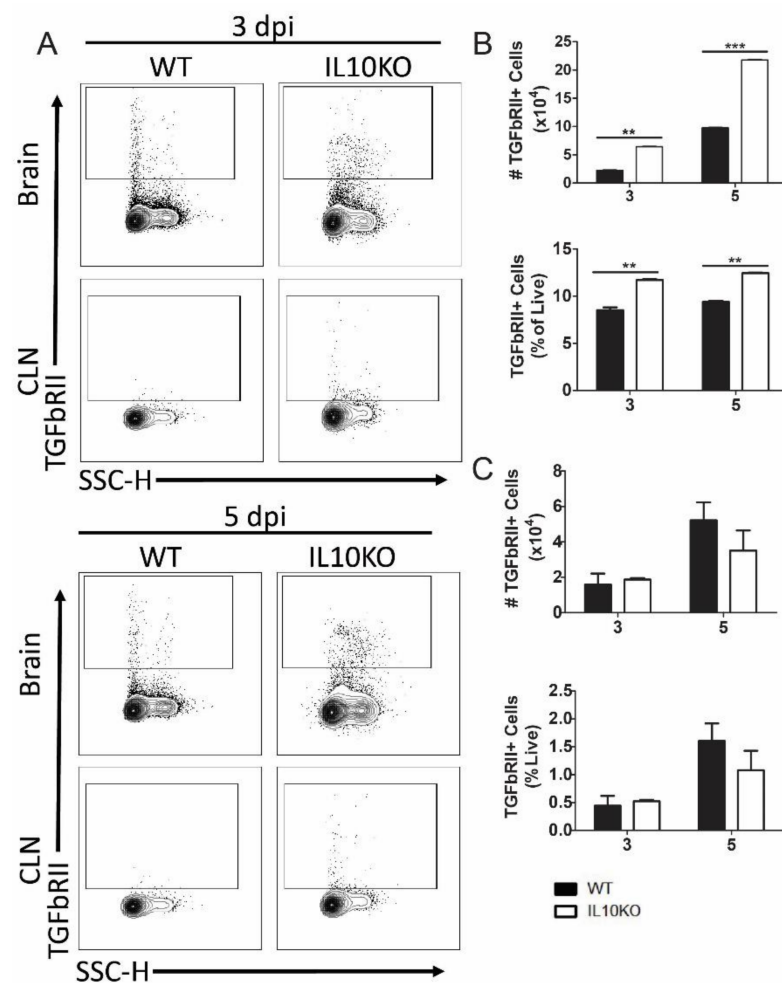 A
3 dpi
WT IL10KO
Brain
CLN
TGFbRII
SSC-H
5 dpi
WT IL10KO
Brain
CLN
TGFbRII
SSC-H
B
# TGFbRII+ Cells
(x10⁴)
25
20
15
10
5
0
** ***
3 5
TGFbRII+ Cells
(% of Live)
15
10
5
0
** **
3 5
C
# TGFbRII+ Cells
(x10⁴)
8
6
4
2
0
3 5
TGFbRII+ Cells
(% Live)
2.5
2.0
1.5
1.0
0.5
0.0
3 5
WT
IL10KO